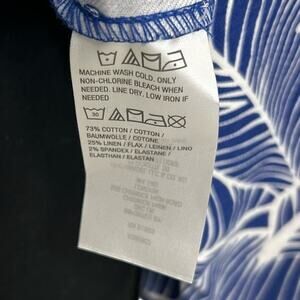 MACHINE WASH COLD. ONLY
NON-CHLORINE BLEACH WHEN
NEEDED. LINE DRY, LOW IRON IF
NEEDED.
30
73% COTTON / COTTON /
BAUMWOLLE / COTONE
25% LINEN / FLAX / LEINEN / LINO
2% SPANDEX / ELASTANE /
ELASTHAN / ELASTAN